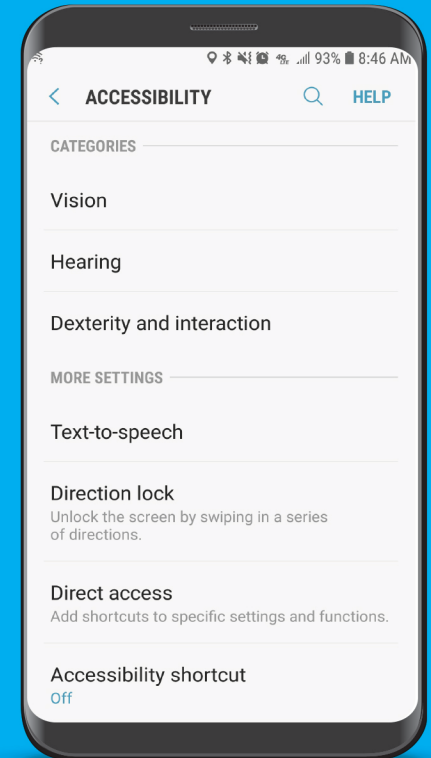 4G LTE 93% 8:46 AM
ACCESSIBILITY HELP
CATEGORIES
Vision
Hearing
Dexterity and interaction
MORE SETTINGS
Text-to-speech
Direction lock
Unlock the screen by swiping in a series
of directions.
Direct access
Add shortcuts to specific settings and functions.
Accessibility shortcut
Off